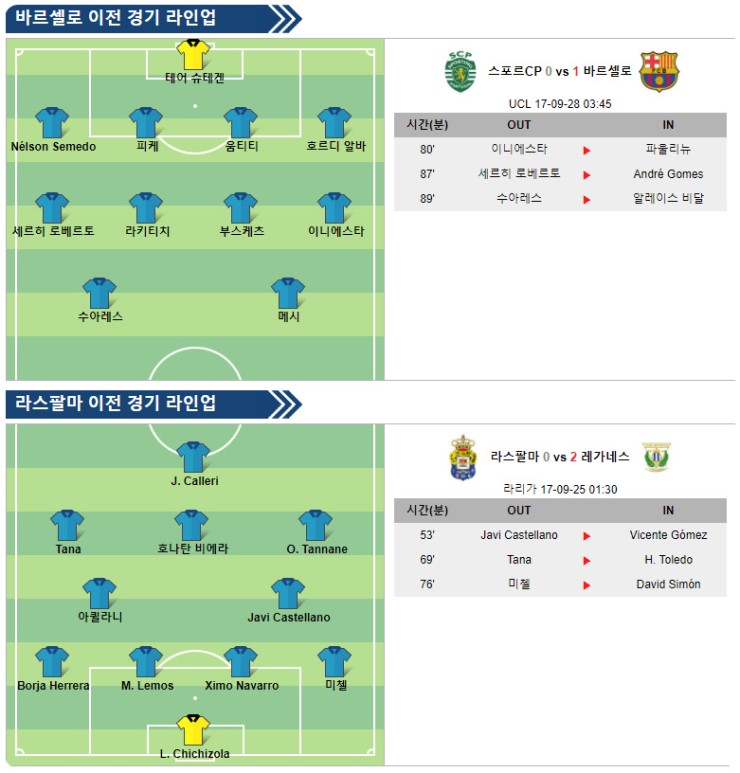 바르셀로 이전 경기 라인업
테어 슈테겐
Nélson Semedo 피케 움티티 호르디 알바
세르히 로베르토 라키티치 부스케츠 이니에스타
수아레스 메시
SCP
스포르CP 0 vs 1 바르셀로
FCB
UCL 17-09-28 03:45
시간(분) OUT IN
80' 이니에스타 ▶ 파울리뉴
87' 세르히 로베르토 ▶ André Gomes
89' 수아레스 ▶ 알레이스 비달
라스팔마 이전 경기 라인업
J. Calleri
Tana 호나탄 비에라 O. Tannane
아퀼라니 Javi Castellano
Borja Herrera M. Lemos Ximo Navarro 미첼
L. Chichizola
라스팔마 0 vs 2 레가네스
라리가 17-09-25 01:30
시간(분) OUT IN
53' Javi Castellano ▶ Vicente Gómez
69' Tana ▶ H. Toledo
76' 미첼 ▶ David Simón